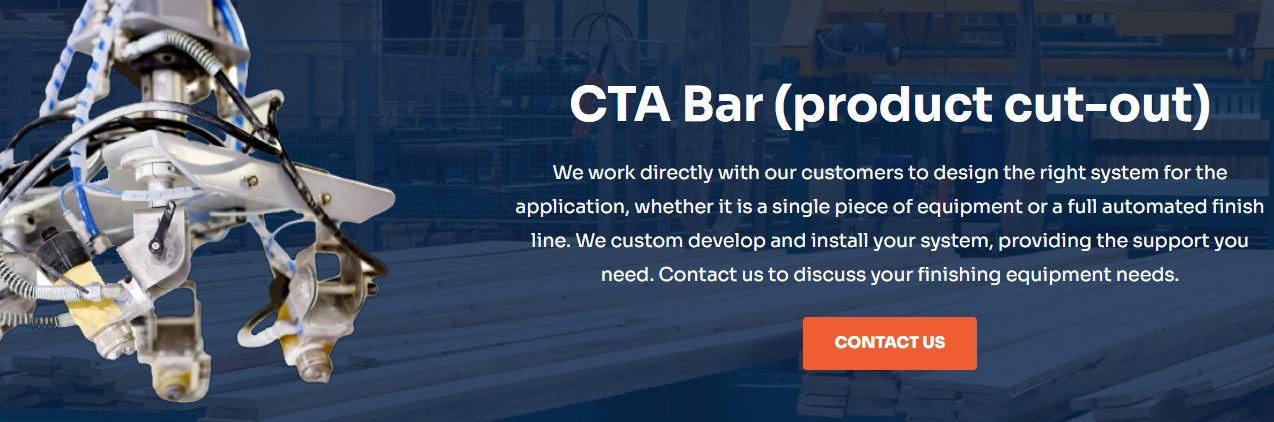 CTA Bar (product cut-out)
We work directly with our customers to design the right system for the
application, whether it is a single piece of equipment or a full automated finish
line. We custom develop and install your system, providing the support you
need. Contact us to discuss your finishing equipment needs.
CONTACT US